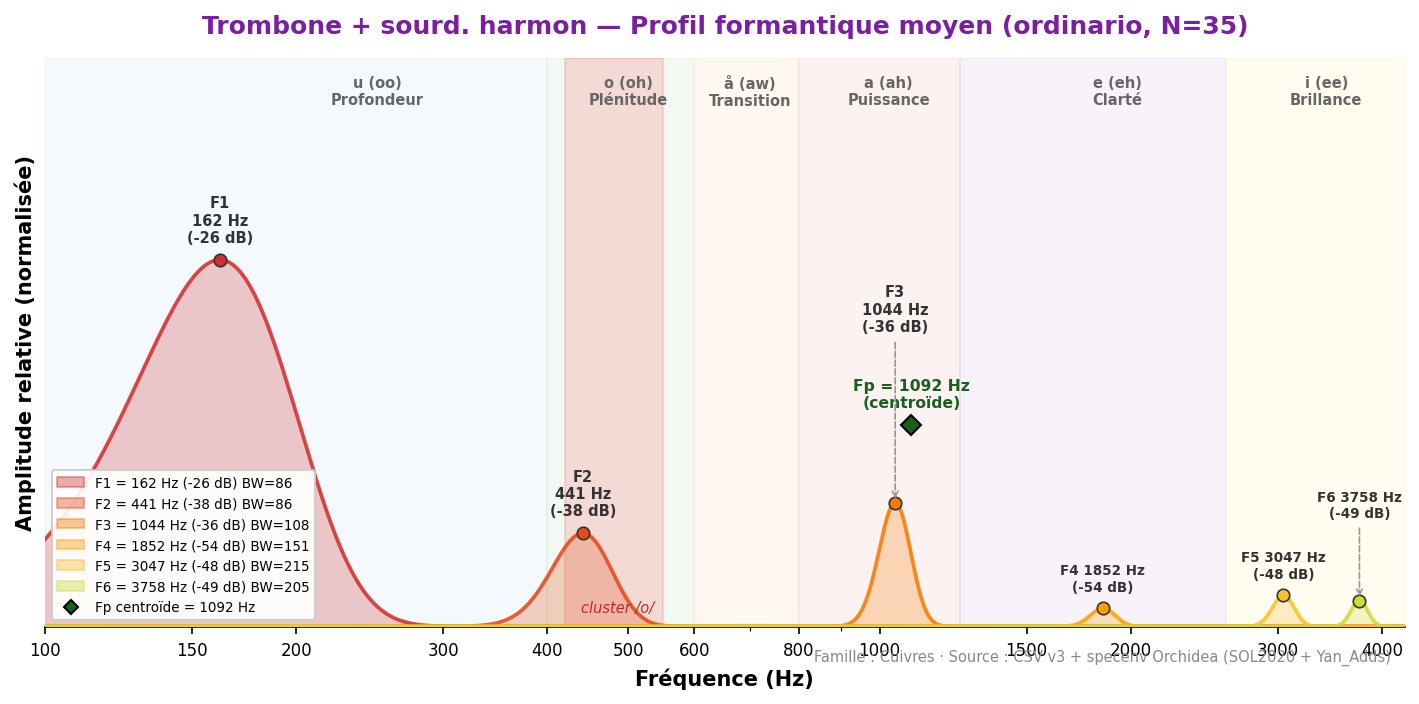 Trombone + sourd. harmon — Profil formantique moyen (ordinario, N=35)
u (oo)
Profondeur
o (oh)
Plénitude
å (aw)
Transition
a (ah)
Puissance
e (eh)
Clarté
i (ee)
Brillance
Amplitude relative (normalisée)
F1
162 Hz
(-26 dB)
F2
441 Hz
(-38 dB)
F3
1044 Hz
(-36 dB)
Fp = 1092 Hz
(centroïde)
F4 1852 Hz
(-54 dB)
F5 3047 Hz
(-48 dB)
F6 3758 Hz
(-49 dB)
cluster /o/
F1 = 162 Hz (-26 dB) BW=86
F2 = 441 Hz (-38 dB) BW=86
F3 = 1044 Hz (-36 dB) BW=108
F4 = 1852 Hz (-54 dB) BW=151
F5 = 3047 Hz (-48 dB) BW=215
F6 = 3758 Hz (-49 dB) BW=205
Fp centroïde = 1092 Hz
100 150 200 300 400 500 600 800 1000 1500 2000 3000 4000
Famille : Cuivres · Source : CSV v3 + specenv Orchidea (SOL2020 + Yan_Adds)
Fréquence (Hz)